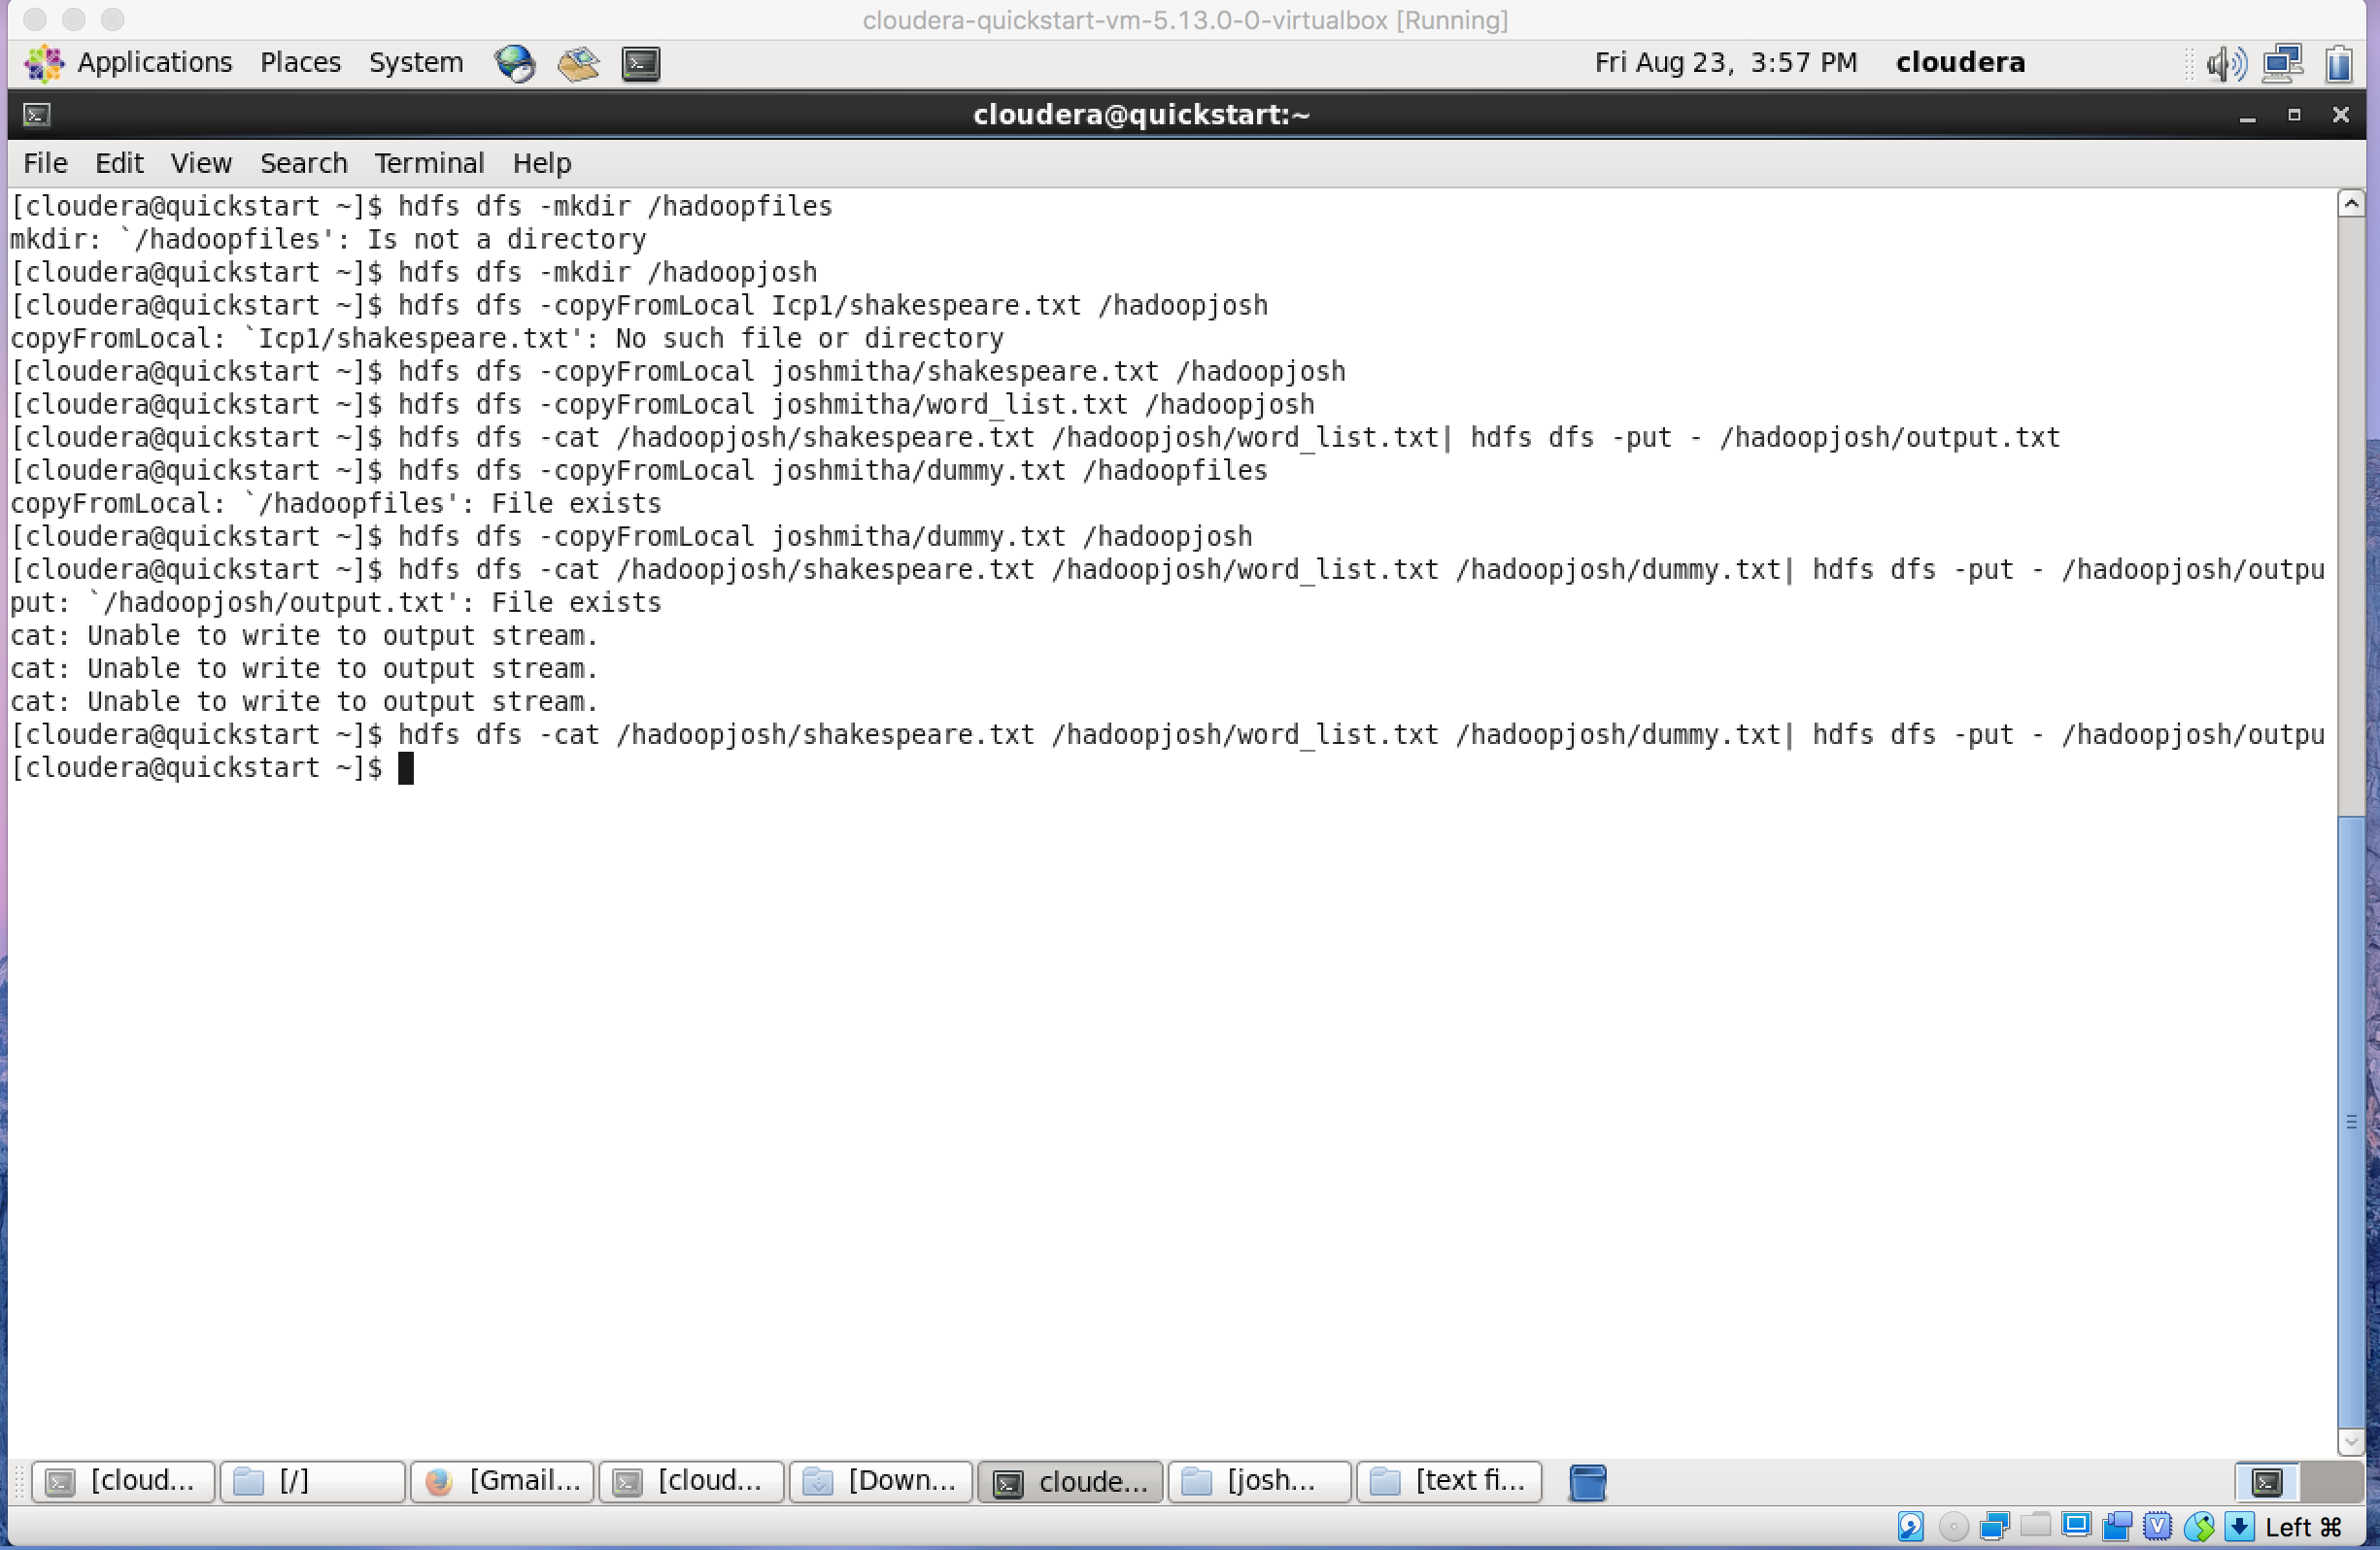 cloudera-quickstart-vm-5.13.0-0-virtualbox [Running]
Applications Places System Fri Aug 23, 3:57 PM cloudera
cloudera@quickstart:~
File Edit View Search Terminal Help
[cloudera@quickstart ~]$ hdfs dfs -mkdir /hadoopfiles
mkdir: `/hadoopfiles': Is not a directory
[cloudera@quickstart ~]$ hdfs dfs -mkdir /hadoopjosh
[cloudera@quickstart ~]$ hdfs dfs -copyFromLocal Icp1/shakespeare.txt /hadoopjosh
copyFromLocal: `Icp1/shakespeare.txt': No such file or directory
[cloudera@quickstart ~]$ hdfs dfs -copyFromLocal joshmitha/shakespeare.txt /hadoopjosh
[cloudera@quickstart ~]$ hdfs dfs -copyFromLocal joshmitha/word_list.txt /hadoopjosh
[cloudera@quickstart ~]$ hdfs dfs -cat /hadoopjosh/shakespeare.txt /hadoopjosh/word_list.txt| hdfs dfs -put - /hadoopjosh/output.txt
[cloudera@quickstart ~]$ hdfs dfs -copyFromLocal joshmitha/dummy.txt /hadoopfiles
copyFromLocal: `/hadoopfiles': File exists
[cloudera@quickstart ~]$ hdfs dfs -copyFromLocal joshmitha/dummy.txt /hadoopjosh
[cloudera@quickstart ~]$ hdfs dfs -cat /hadoopjosh/shakespeare.txt /hadoopjosh/word_list.txt /hadoopjosh/dummy.txt| hdfs dfs -put - /hadoopjosh/outpu
put: `/hadoopjosh/output.txt': File exists
cat: Unable to write to output stream.
cat: Unable to write to output stream.
cat: Unable to write to output stream.
[cloudera@quickstart ~]$ hdfs dfs -cat /hadoopjosh/shakespeare.txt /hadoopjosh/word_list.txt /hadoopjosh/dummy.txt| hdfs dfs -put - /hadoopjosh/outpu
[cloudera@quickstart ~]$
[cloud... [/] [Gmail... [cloud... [Down... cloude... [josh... [text fi...
Left ⌘